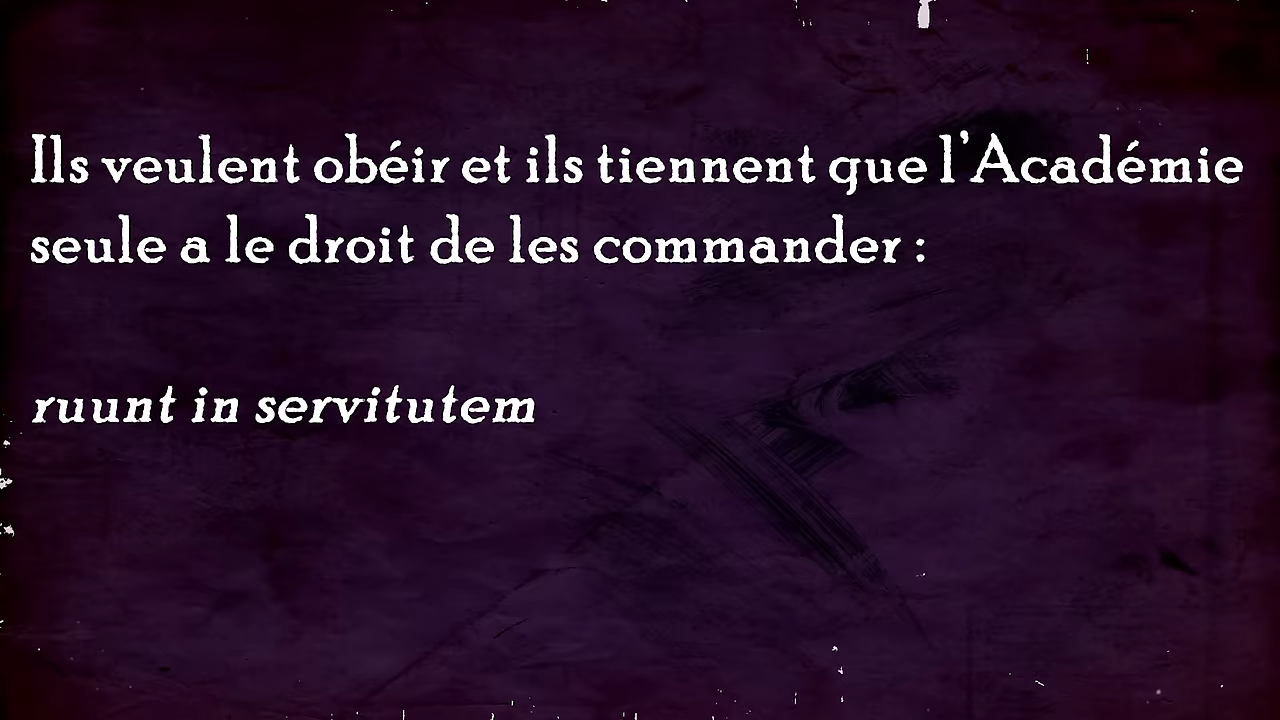 Ils veulent obéir et ils tiennent que l'Académie
seule a le droit de les commander :
ruunt in servitutem